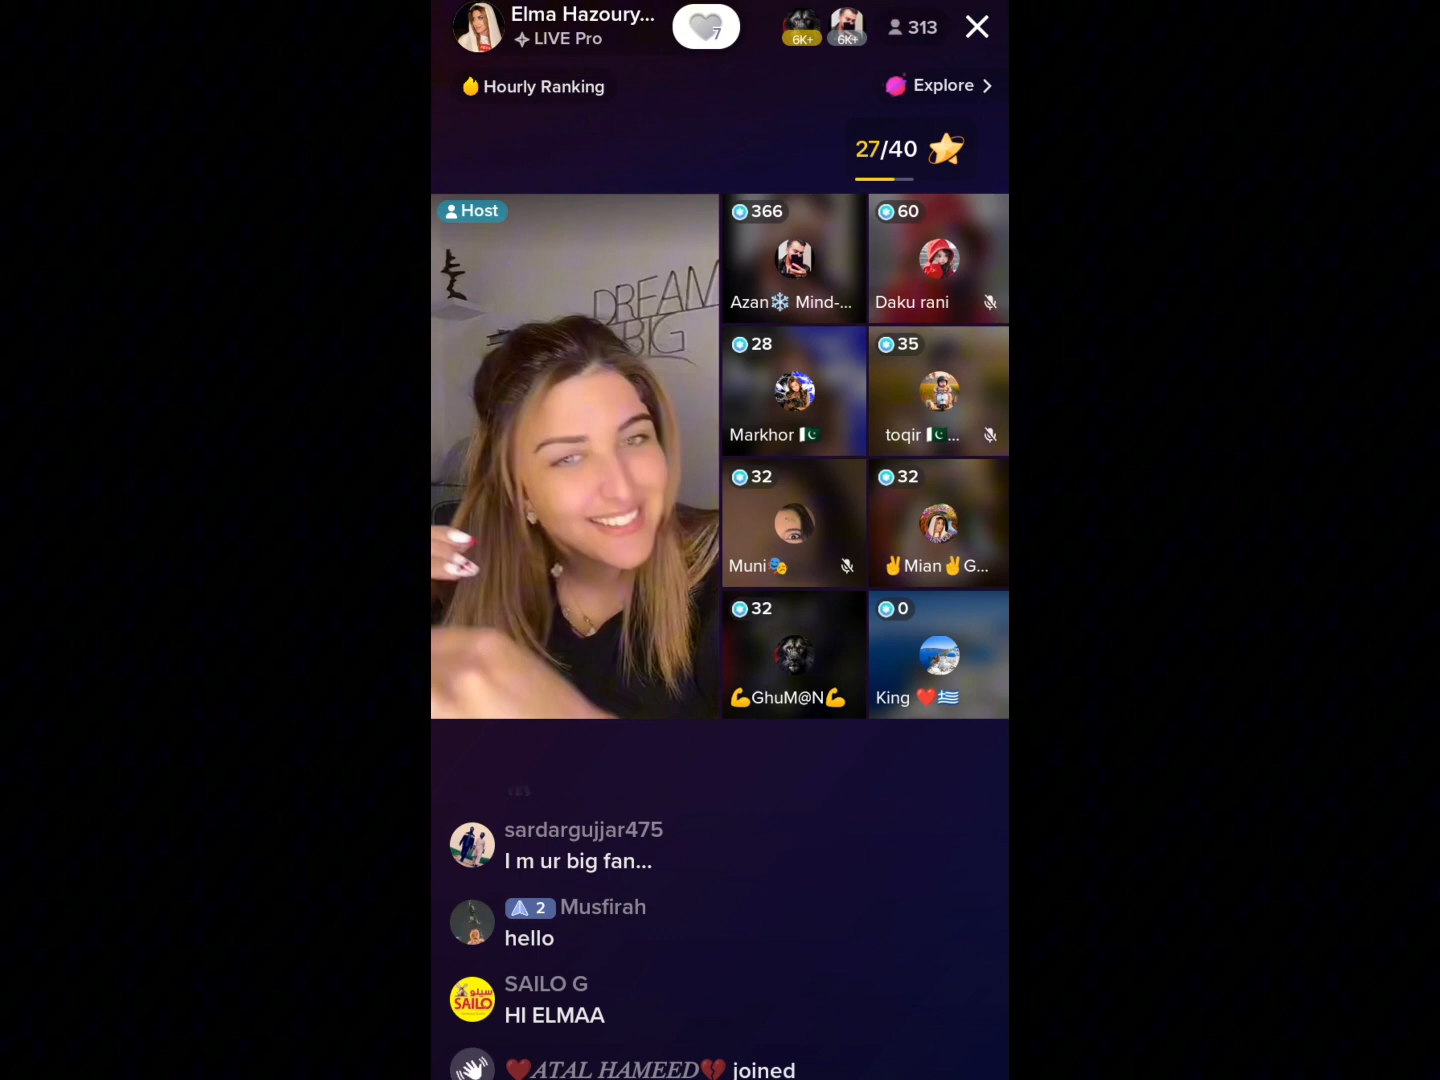 Elma Hazoury...
LIVE Pro
7
6K+
6K+
313
Hourly Ranking
Explore
27/40
Host
DREAM
BIG
366
Azan❄️ Mind-...
60
Daku rani
28
Markhor 🇵🇰
35
toqir 🇵🇰...
32
Muni🎭
32
✌️Mian✌️G...
32
💪GhuM@N💪
0
King ❤️🇬🇷
sardargujjar475
I m ur big fan...
2 Musfirah
hello
SAILO G
HI ELMAA
سيلو
SAILO
❤️ATAL HAMEED💔 joined